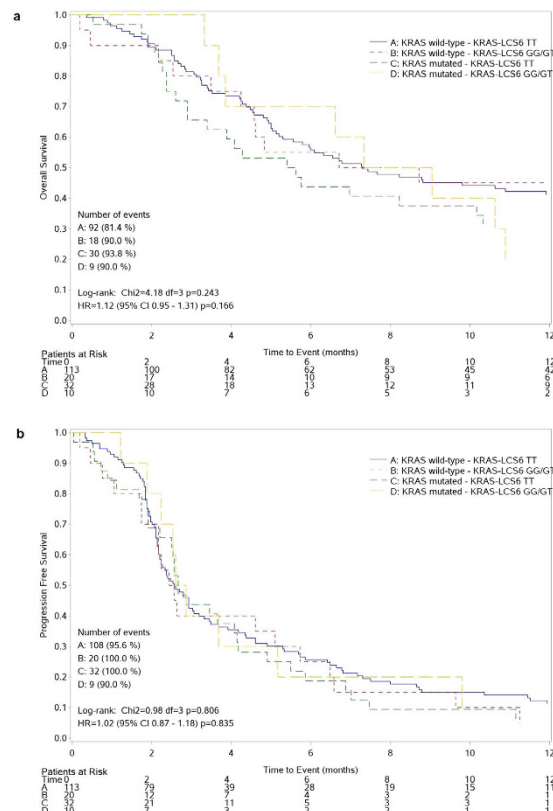 a
1.0
0.9
0.8
0.7
0.6
0.5
0.4
0.3
0.2
0.1
0.0
Overall Survival
A: KRAS wild-type - KRAS-LCS6 TT
B: KRAS wild-type - KRAS-LCS6 GG/GT
C: KRAS mutated - KRAS-LCS6 TT
D: KRAS mutated - KRAS-LCS6 GG/GT
Number of events
A: 92 (81.4 %)
B: 18 (90.0 %)
C: 30 (93.8 %)
D: 9 (90.0 %)
Log-rank: Chi2=4.18 df=3 p=0.243
HR=1.12 (95% CI 0.95 - 1.31) p=0.166
0 2 4 6 8 10 12
Time to Event (months)
Patients at Risk
Time 0 2 4 6 8 10 12
A 113 100 82 62 53 45 42
B 20 17 14 10 9 9 6
C 32 28 18 13 12 11 9
D 10 10 7 6 5 3 2
b
1.0
0.9
0.8
0.7
0.6
0.5
0.4
0.3
0.2
0.1
0.0
Progression Free Survival
A: KRAS wild-type - KRAS-LCS6 TT
B: KRAS wild-type - KRAS-LCS6 GG/GT
C: KRAS mutated - KRAS-LCS6 TT
D: KRAS mutated - KRAS-LCS6 GG/GT
Number of events
A: 108 (95.6 %)
B: 20 (100.0 %)
C: 32 (100.0 %)
D: 9 (90.0 %)
Log-rank: Chi2=0.98 df=3 p=0.806
HR=1.02 (95% CI 0.87 - 1.18) p=0.835
0 2 4 6 8 10 12
Time to Event (months)
Patients at Risk
Time 0 2 4 6 8 10 12
A 113 79 39 28 19 15 11
B 20 12 7 4 3 2 1
C 32 21 11 5 3 3 1